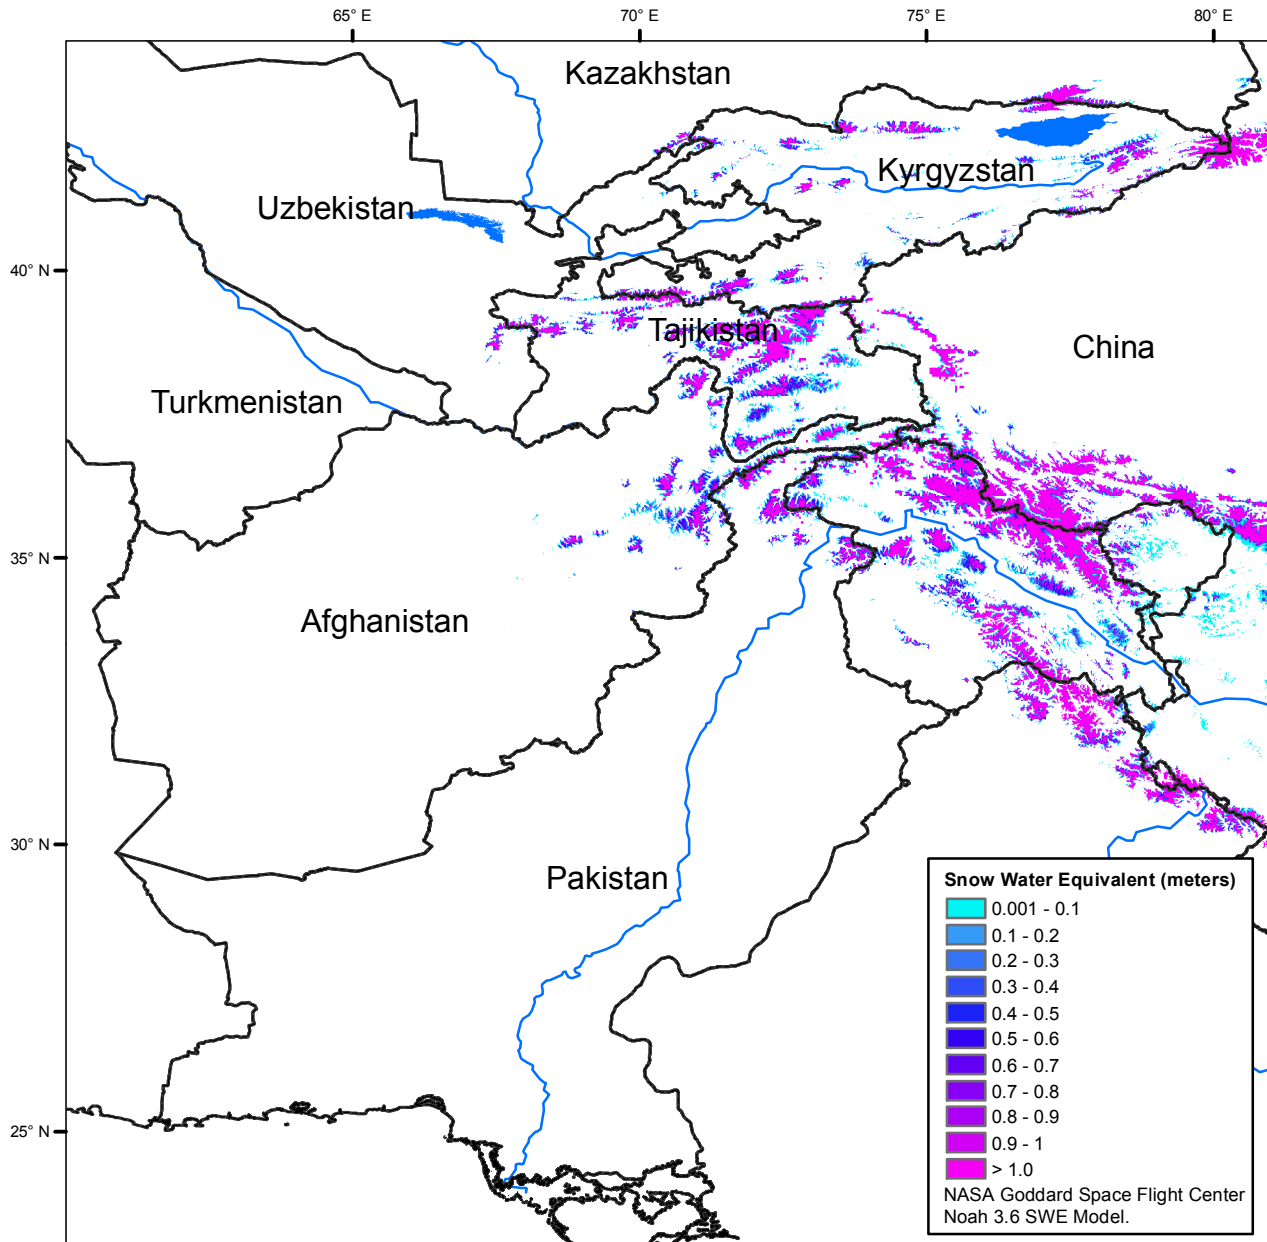 65° E
70° E
75° E
80° E
Kazakhstan
Kyrgyzstan
Uzbekistan
40° N
Tajikistan
China
Turkmenistan
35° N
Afghanistan
30° N
Pakistan
25° N
Snow Water Equivalent (meters)
0.001 - 0.1
0.1 - 0.2
0.2 - 0.3
0.3 - 0.4
0.4 - 0.5
0.5 - 0.6
0.6 - 0.7
0.7 - 0.8
0.8 - 0.9
0.9 - 1
> 1.0
NASA Goddard Space Flight Center
Noah 3.6 SWE Model.